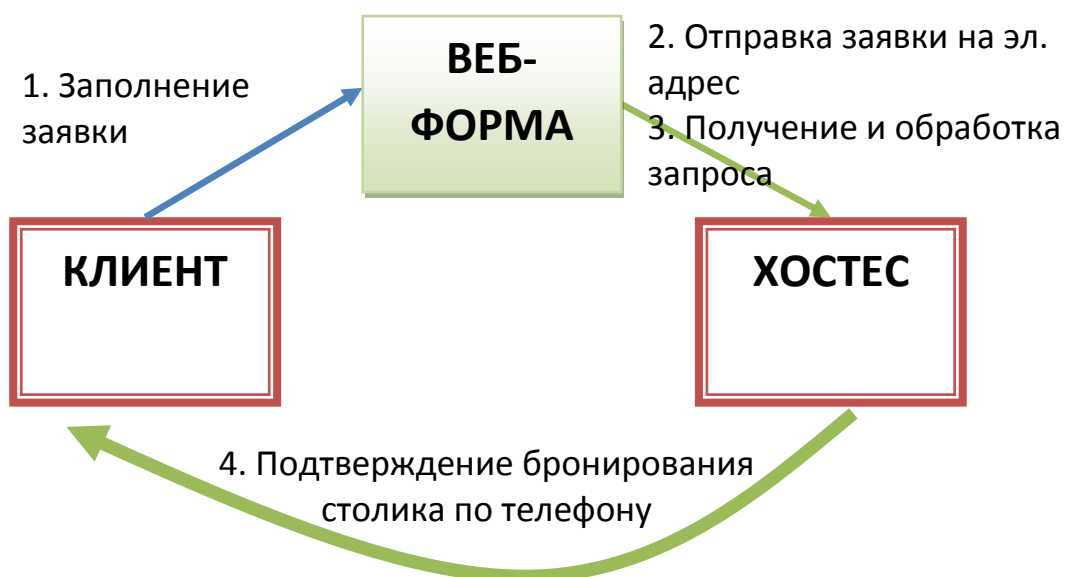 1. Заполнение
заявки
ВЕБ-
ФОРМА
2. Отправка заявки на эл.
адрес
3. Получение и обработка
запроса
КЛИЕНТ
ХОСТЕС
4. Подтверждение бронирования
столика по телефону